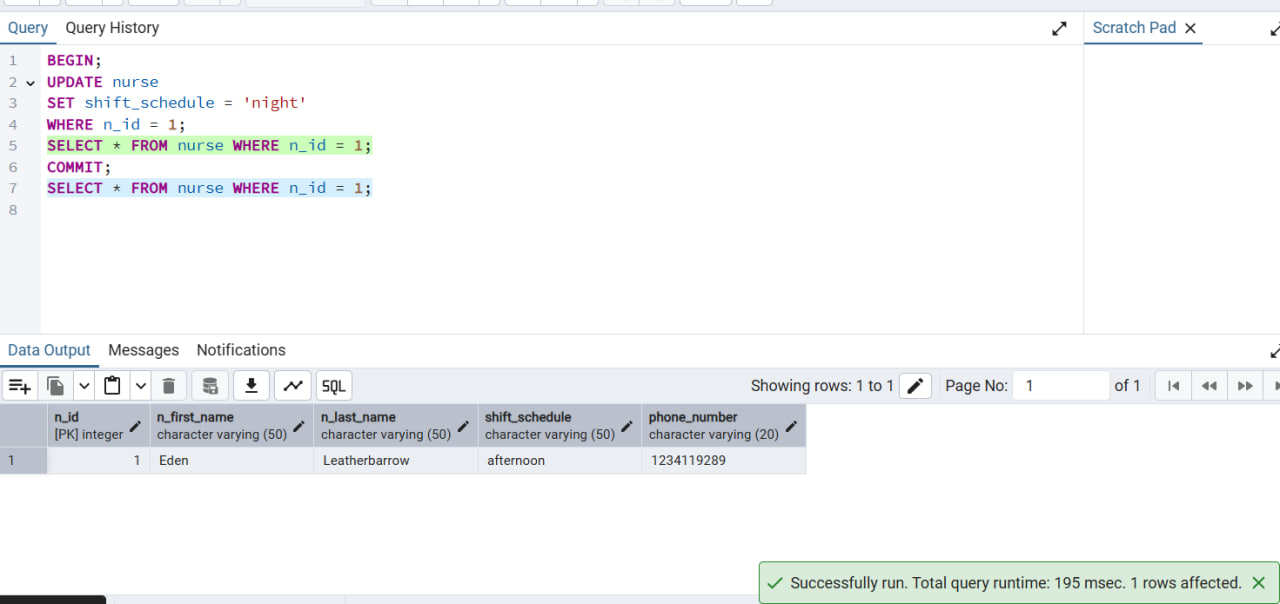 Query Query History Scratch Pad
1 BEGIN;
2 UPDATE nurse
3 SET shift_schedule = 'night'
4 WHERE n_id = 1;
5 SELECT * FROM nurse WHERE n_id = 1;
6 COMMIT;
7 SELECT * FROM nurse WHERE n_id = 1;
8
Data Output Messages Notifications
SQL Showing rows: 1 to 1 Page No: 1 of 1
n_id n_first_name n_last_name shift_schedule phone_number
[PK] integer character varying (50) character varying (50) character varying (50) character varying (20)
1 1 Eden Leatherbarrow afternoon 1234119289
Successfully run. Total query runtime: 195 msec. 1 rows affected.